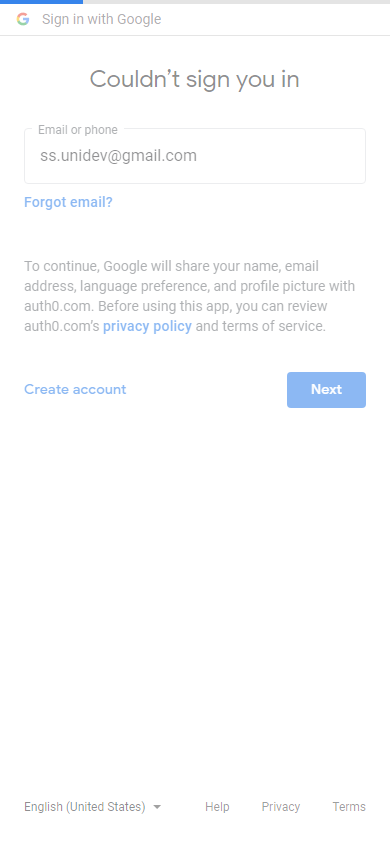 Sign in with Google
Couldn’t sign you in
Email or phone
ss.unidev@gmail.com
Forgot email?
To continue, Google will share your name, email
address, language preference, and profile picture with
auth0.com. Before using this app, you can review
auth0.com’s privacy policy and terms of service.
Create account
Next
English (United States)
Help
Privacy
Terms